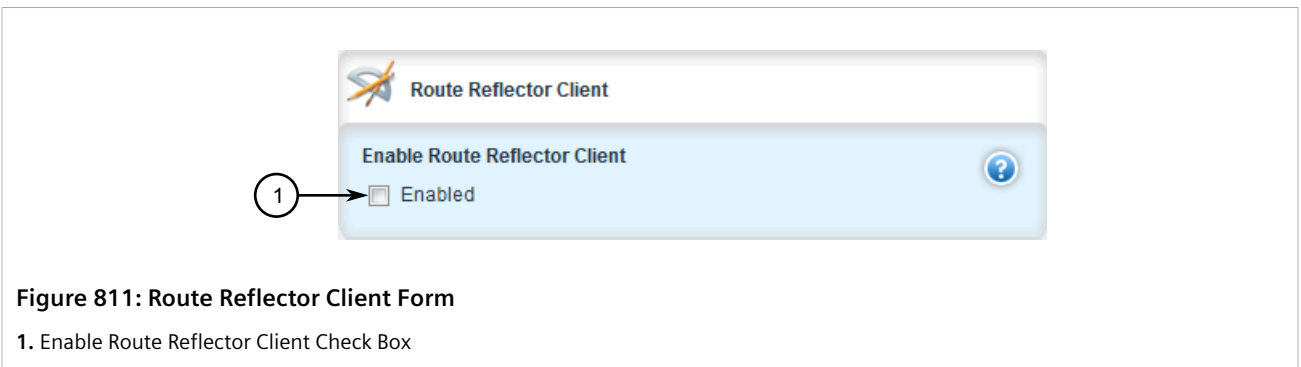 Route Reflector Client
Enable Route Reflector Client
?
1
Enabled
Figure 811: Route Reflector Client Form
1. Enable Route Reflector Client Check Box